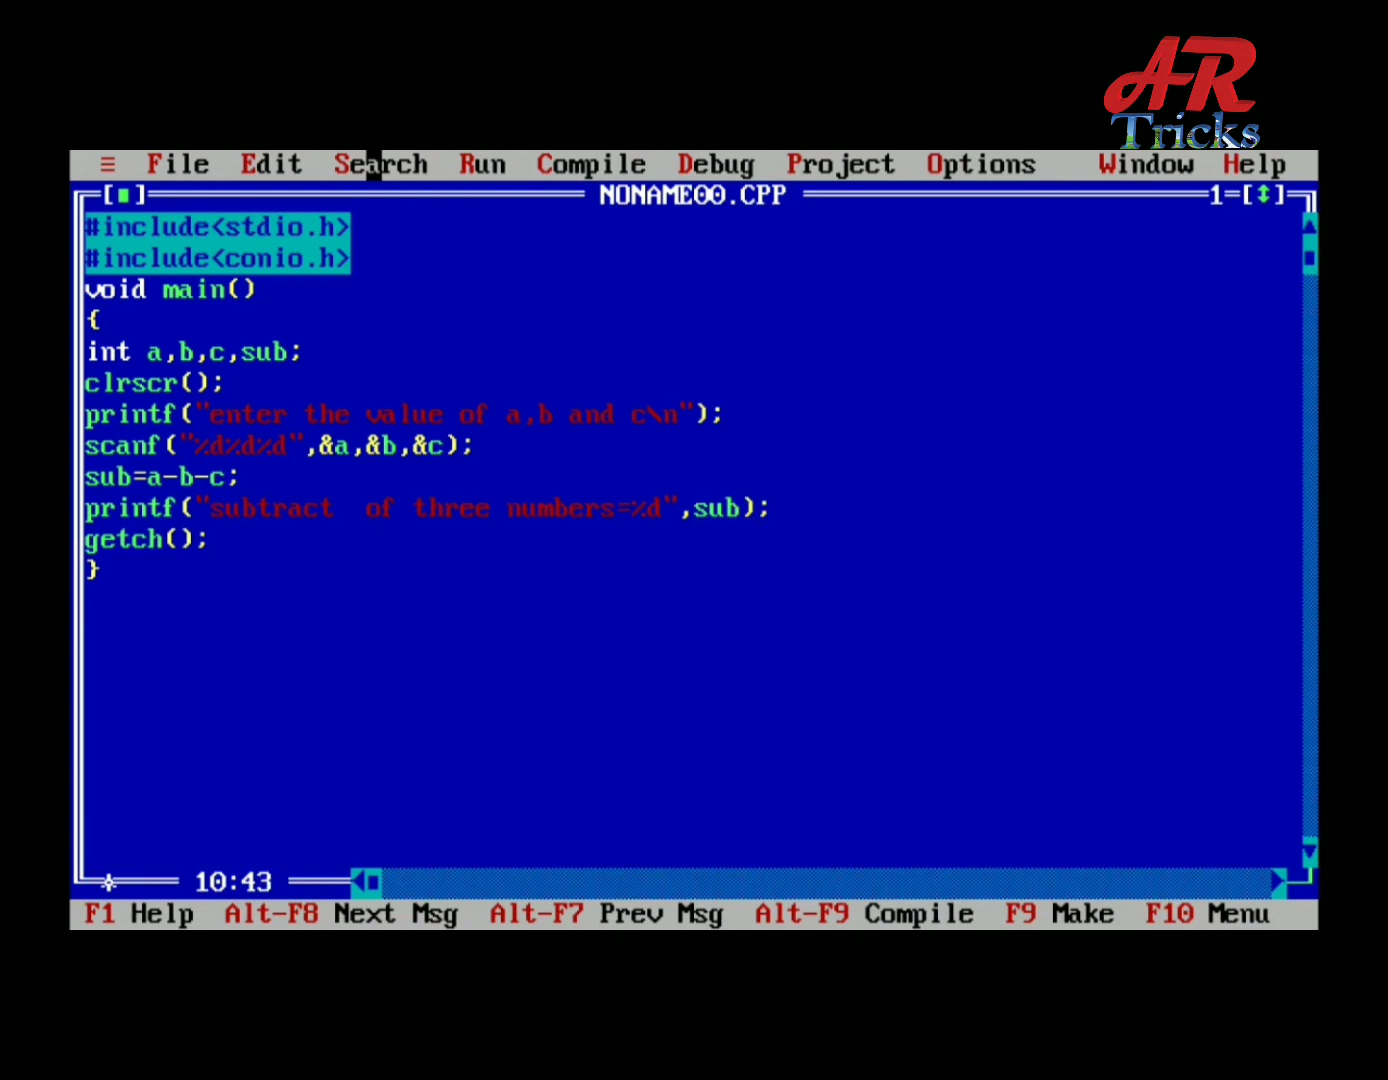 AR
Tricks
≡ File Edit Search Run Compile Debug Project Options Window Help
[■] NONAME00.CPP 1=[↕]
#include<stdio.h>
#include<conio.h>
void main()
{
int a,b,c,sub;
clrscr();
printf("enter the value of a,b and c\n");
scanf("%d%d%d",&a,&b,&c);
sub=a-b-c;
printf("subtract  of three numbers=%d",sub);
getch();
}
10:43
F1 Help Alt-F8 Next Msg Alt-F7 Prev Msg Alt-F9 Compile F9 Make F10 Menu